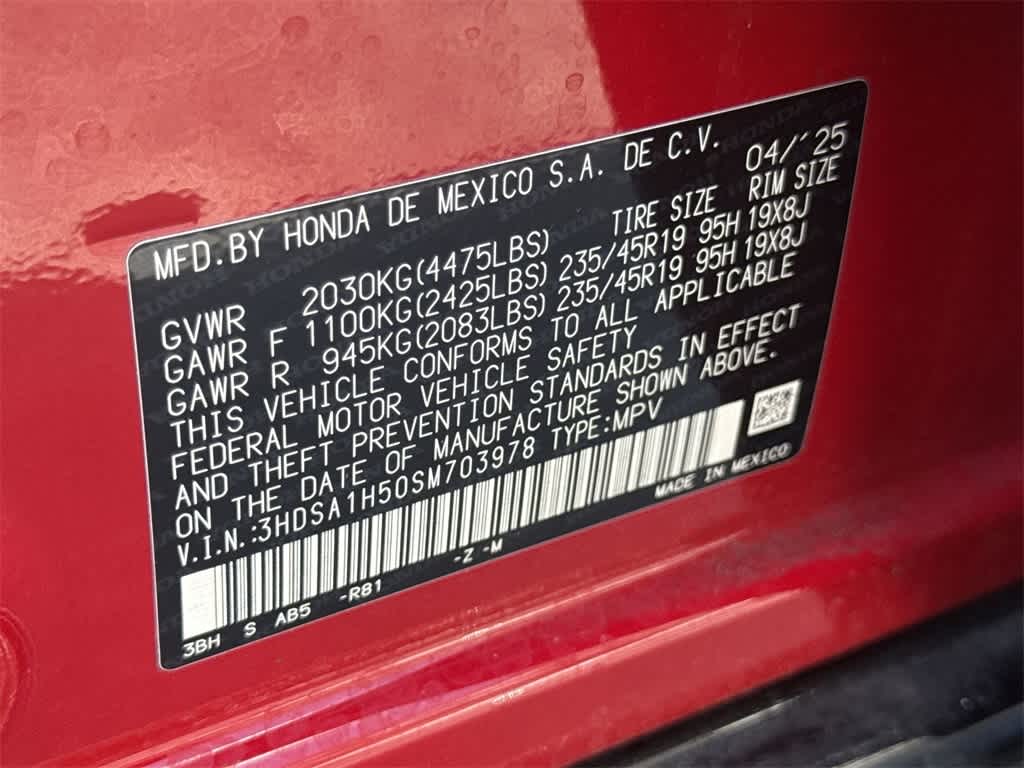 MFD.BY HONDA DE MEXICO S.A. DE C.V.
04/'25
TIRE SIZE RIM SIZE
GVWR 2030KG(4475LBS)
GAWR F 1100KG(2425LBS) 235/45R19 95H 19X8J
GAWR R 945KG(2083LBS) 235/45R19 95H 19X8J
THIS VEHICLE CONFORMS TO ALL APPLICABLE
FEDERAL MOTOR VEHICLE SAFETY
AND THEFT PREVENTION STANDARDS IN EFFECT
ON THE DATE OF MANUFACTURE SHOWN ABOVE.
V.I.N.:3HDSA1H50SM703978 TYPE:MPV
MADE IN MEXICO
3BH S AB5 -R81 -Z -M